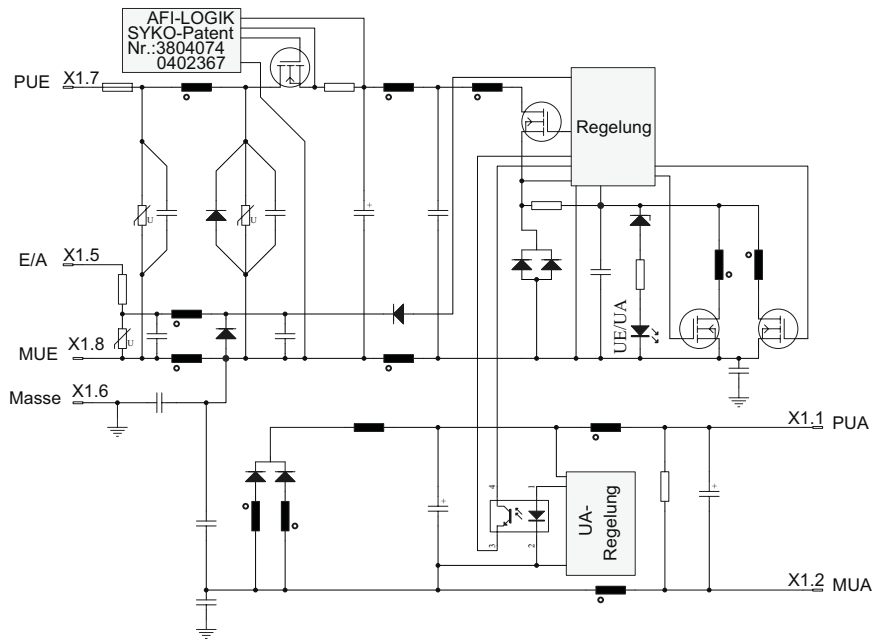 AFI-LOGIK
SYKO-Patent
Nr.:3804074
0402367
PUE X1.7
Regelung
U
U
E/A X1.5
U
UE/UA
MUE X1.8
Masse X1.6
X1.1 PUA
4
1
UA-
Regelung
3
2
X1.2 MUA
+
+
+